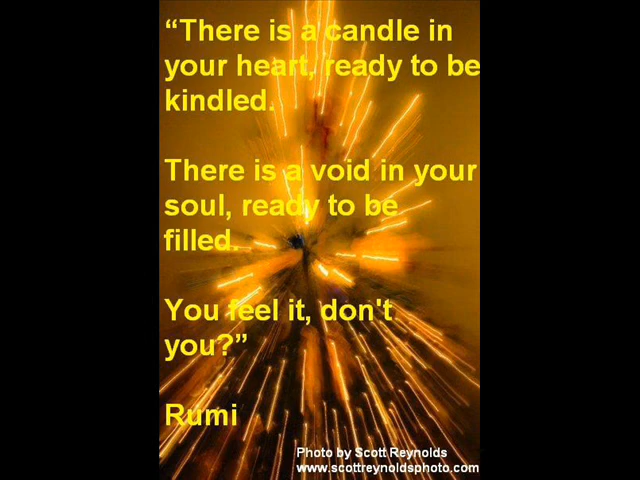 “There is a candle in
your heart, ready to be
kindled.
There is a void in your
soul, ready to be
filled.
You feel it, don't
you?”
Rumi
Photo by Scott Reynolds
www.scottreynoldsphoto.com